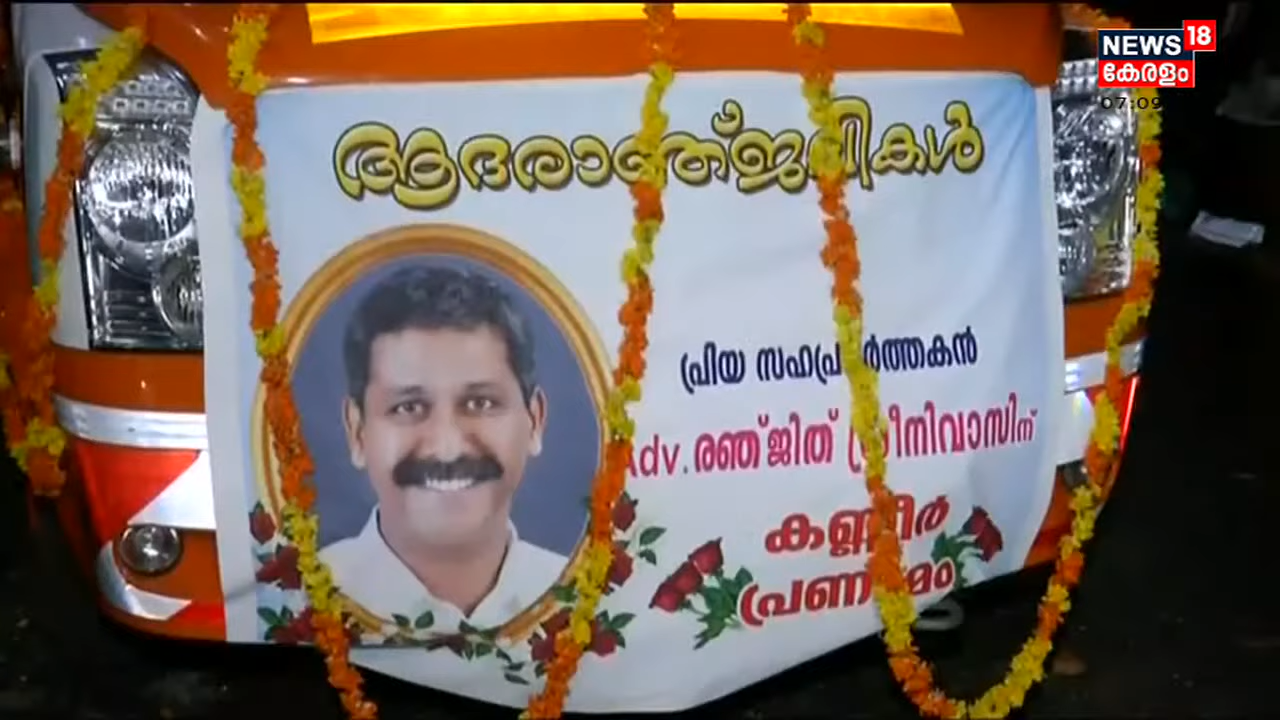 NEWS 18
കേരളം
07:09
ആദരാഞ്ജലികൾ
പ്രിയ സഹപ്രവർത്തകൻ
Adv. രഞ്ജിത് ശ്രീനിവാസിന്
കണ്ണീർ
പ്രണാമം